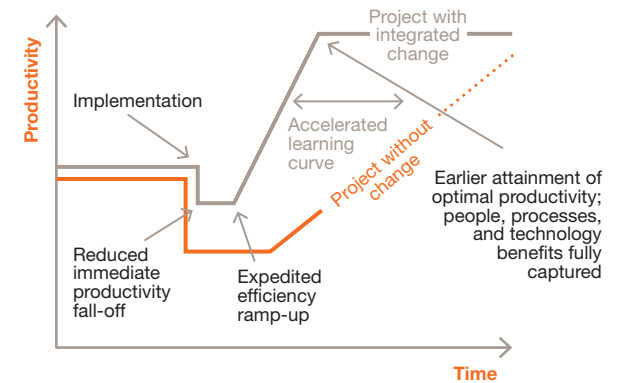 Project with
integrated
change
Productivity
Implementation
Accelerated
learning
curve
Project without
change
Earlier attainment of
optimal productivity;
people, processes,
and technology
benefits fully
captured
Reduced
immediate
productivity
fall-off
Expedited
efficiency
ramp-up
Time